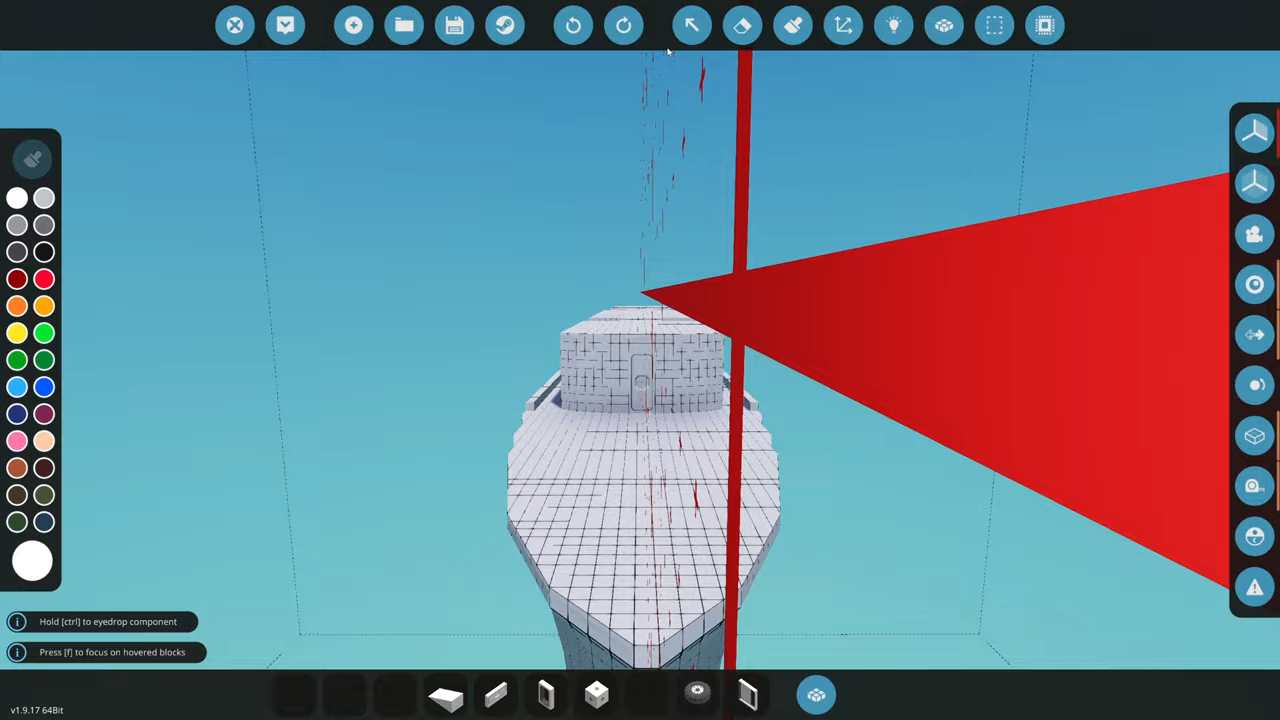 Hold [ctrl] to eyedrop component
Press [f] to focus on hovered blocks
v1.9.17 64Bit